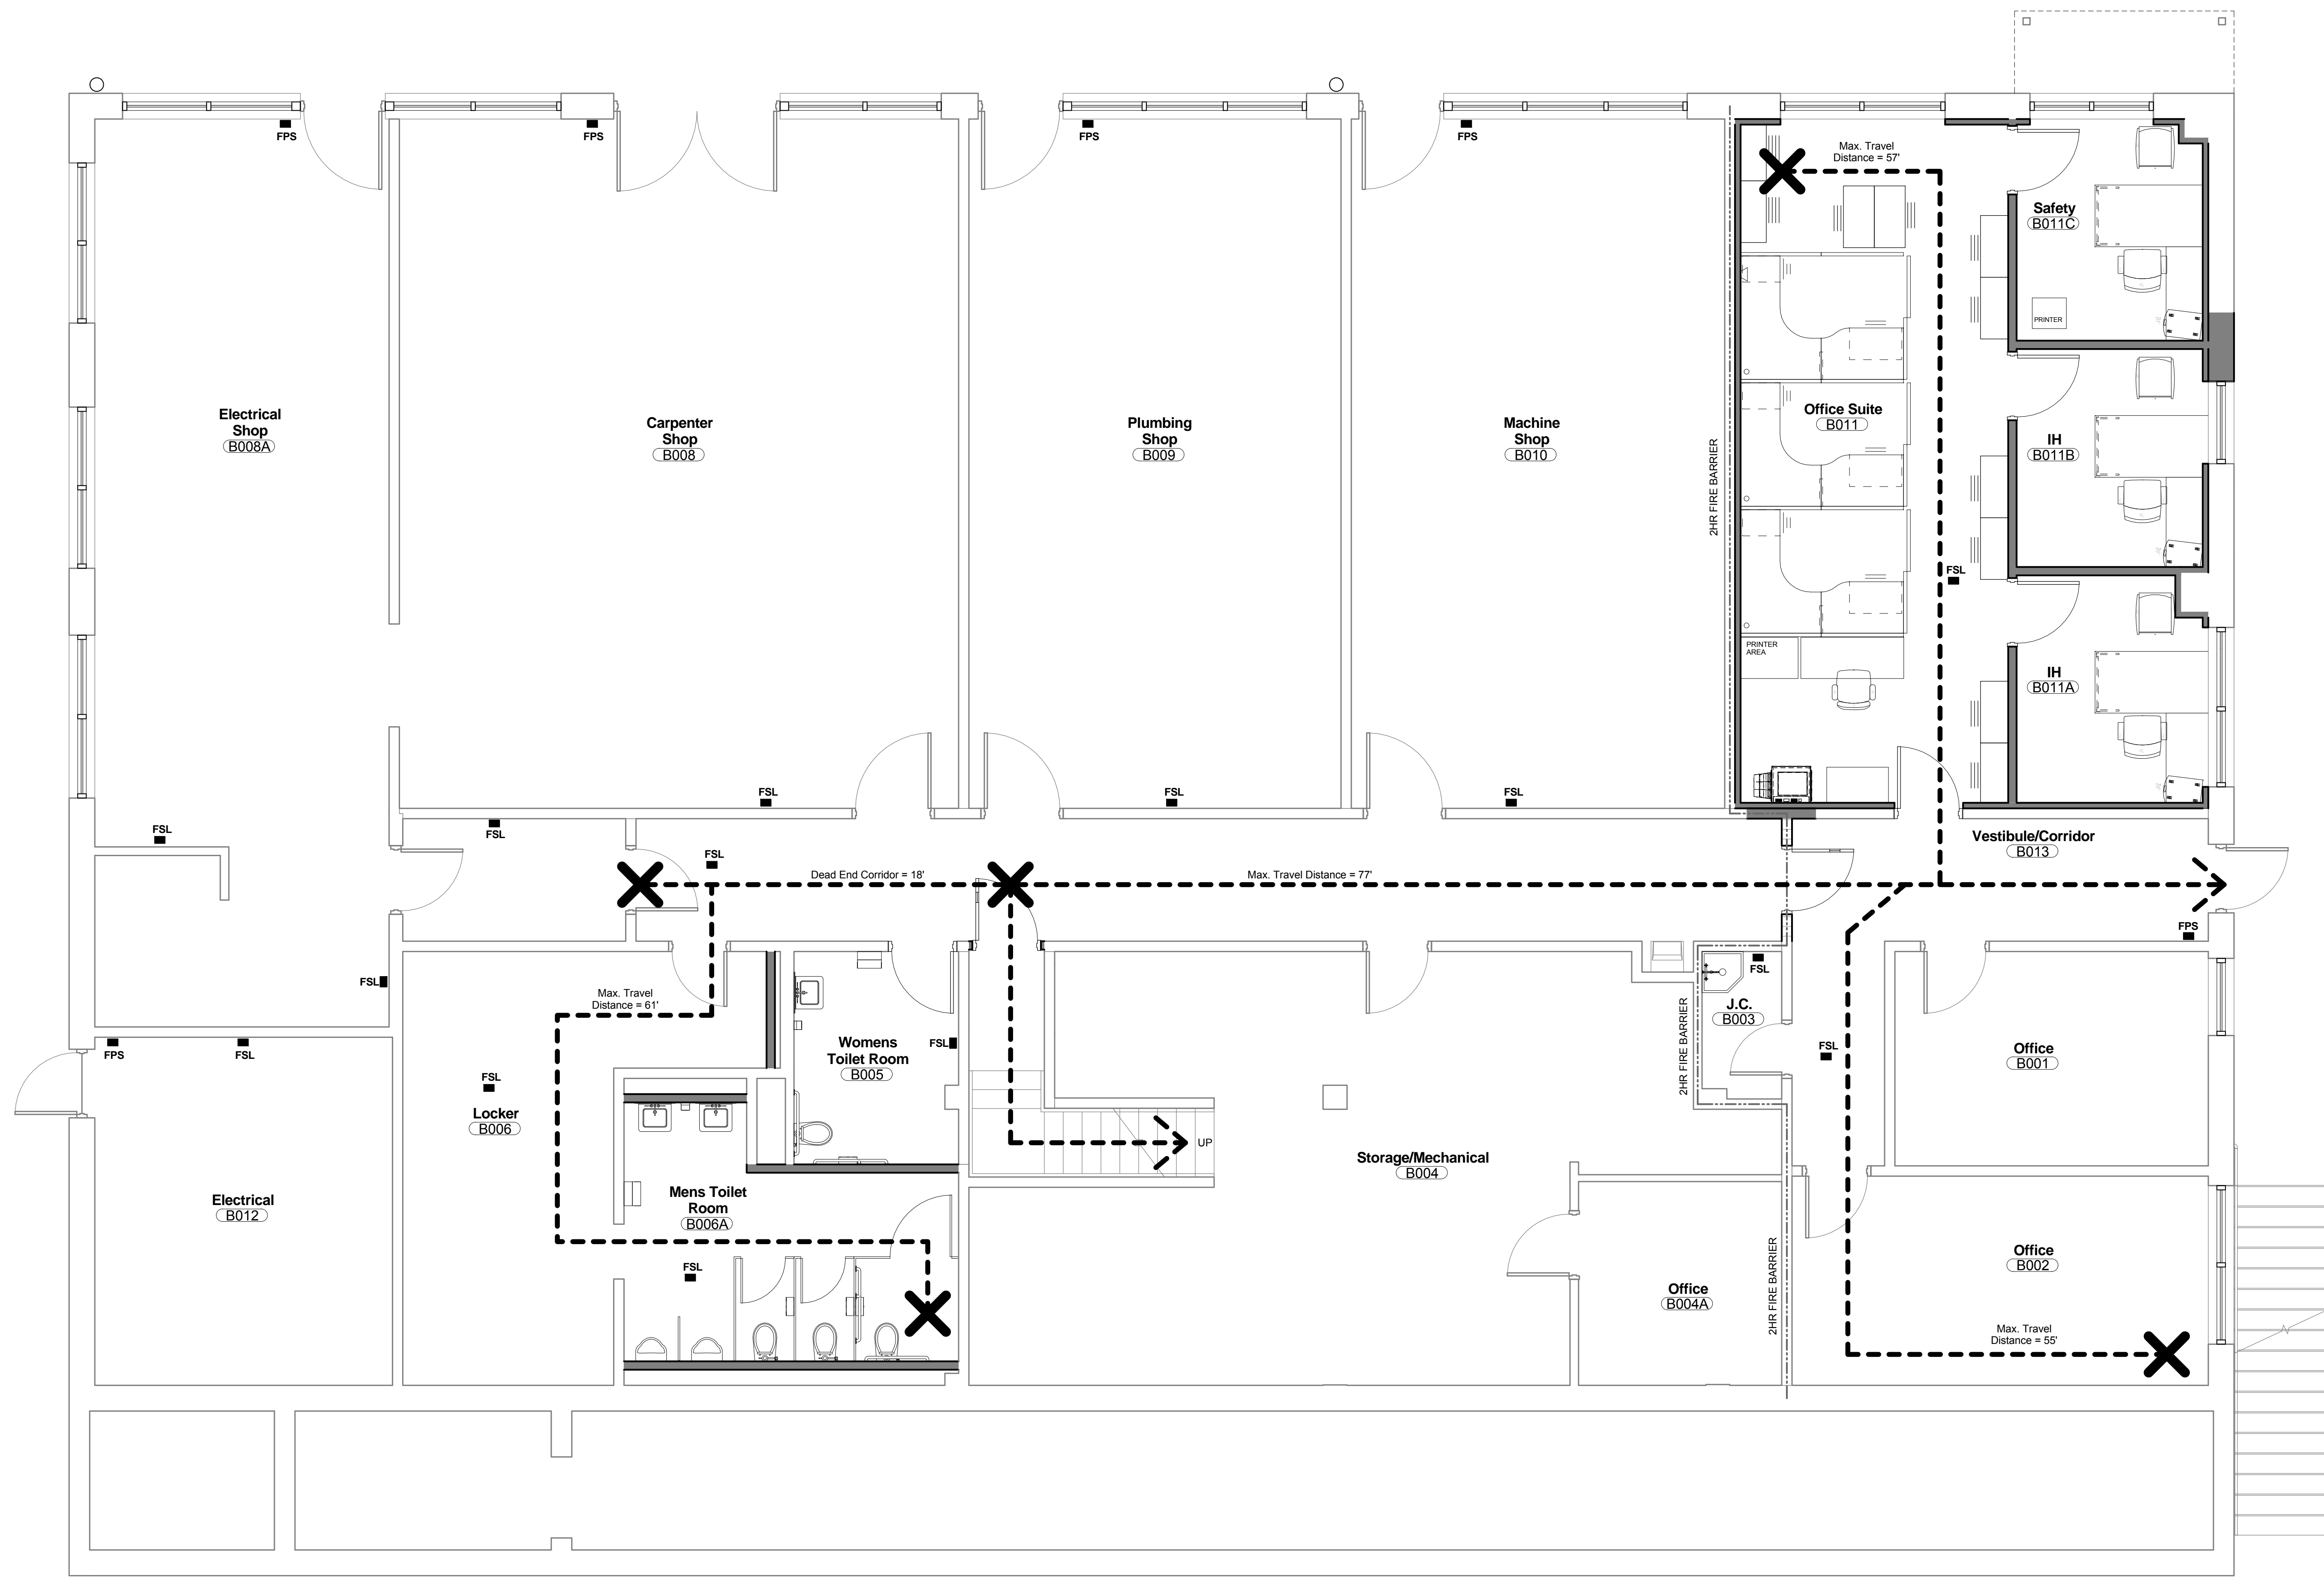 FPS
FPS
FPS
FPS
Max. Travel
Distance = 57'
Safety
B011C
PRINTER
Electrical
Shop
B008A
Carpenter
Shop
B008
Plumbing
Shop
B009
Machine
Shop
B010
2HR FIRE BARRIER
Office Suite
B011
IH
B011B
FSL
PRINTER
AREA
IH
B011A
FSL
FSL
FSL
FSL
FSL
FSL
Vestibule/Corridor
B013
Dead End Corridor = 18'
Max. Travel Distance = 77'
FPS
FSL
Max. Travel
Distance = 61'
FSL
J.C.
B003
2HR FIRE BARRIER
FPS
FSL
FSL
Womens
Toilet Room
B005
FSL
FSL
Office
B001
Locker
B006
UP
Storage/Mechanical
B004
Electrical
B012
Mens Toilet
Room
B006A
FSL
Office
B004A
2HR FIRE BARRIER
Office
B002
Max. Travel
Distance = 55'